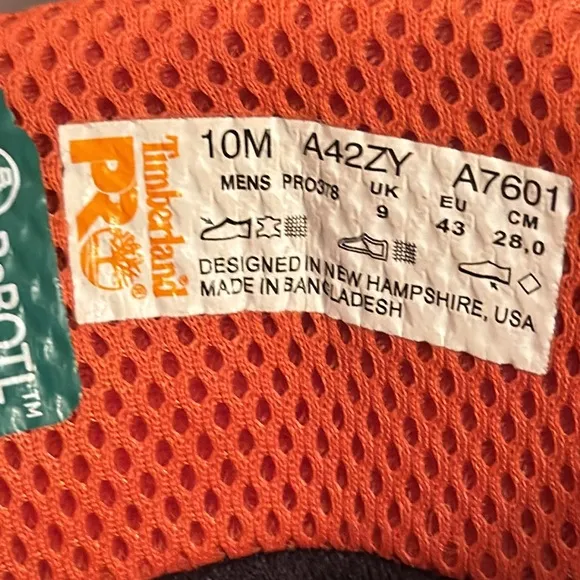 PRO
Timberland
®
10M A42ZY A7601
MENS PRO378 UK EU CM
9 43 28,0
DESIGNED IN NEW HAMPSHIRE, USA
MADE IN BANGLADESH
ReBOTL™